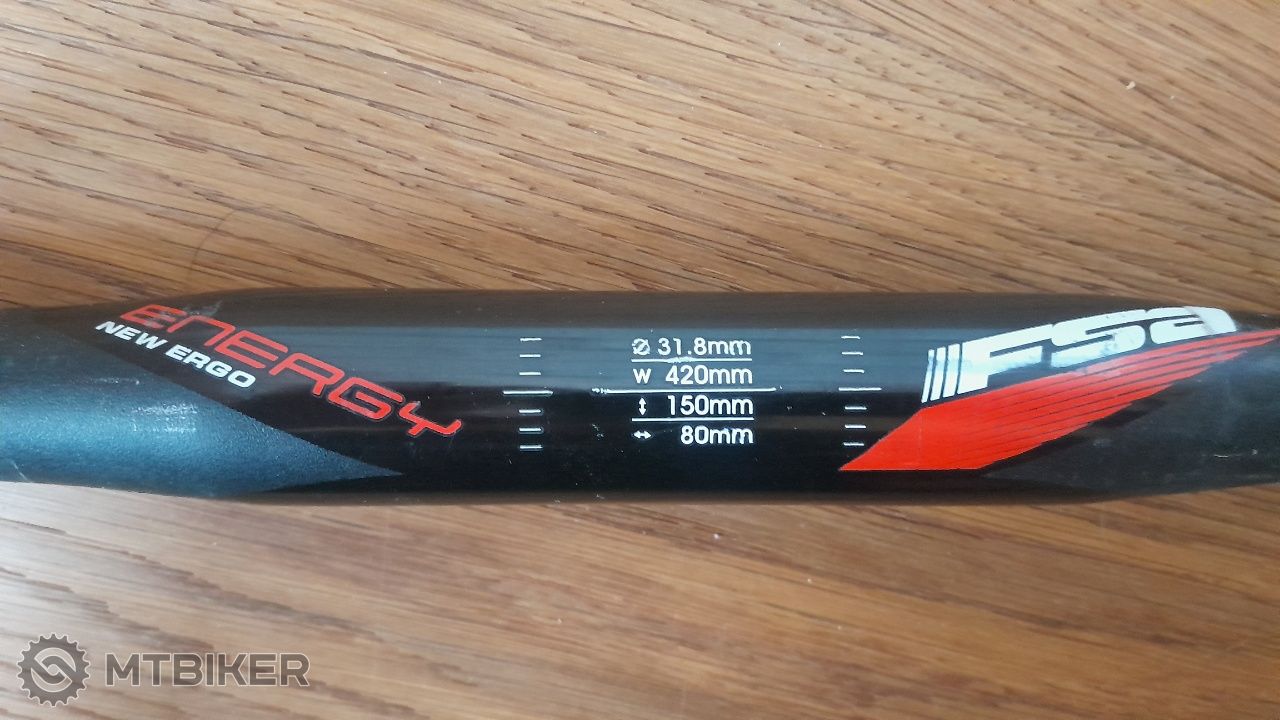 ENERGY
NEW ERGO
⌀ 31.8mm
W 420mm
↕ 150mm
↔ 80mm
FSA
MTBIKER